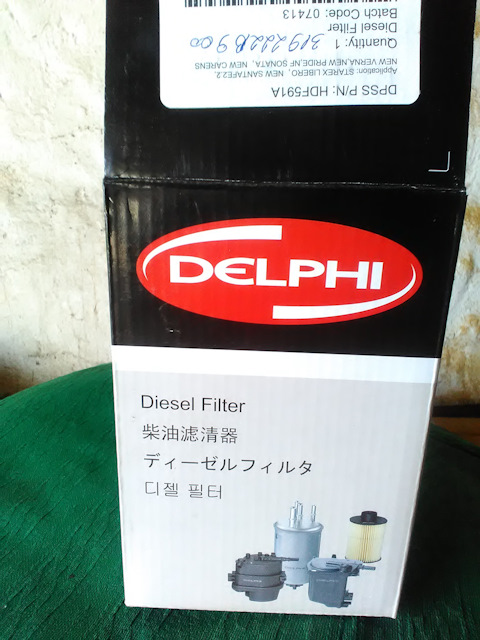 DPSS P/N: HDF591A
Application: STAREX LIBERO, NEW SANTAFE2.2,
NEW VERNA.NEW PRIDE.NF SONATA, NEW CARENS
Quantity: 1
Diesel Filter
Batch Code: 07413
DELPHI
Diesel Filter
柴油滤清器
ディーゼルフィルタ
디젤 필터